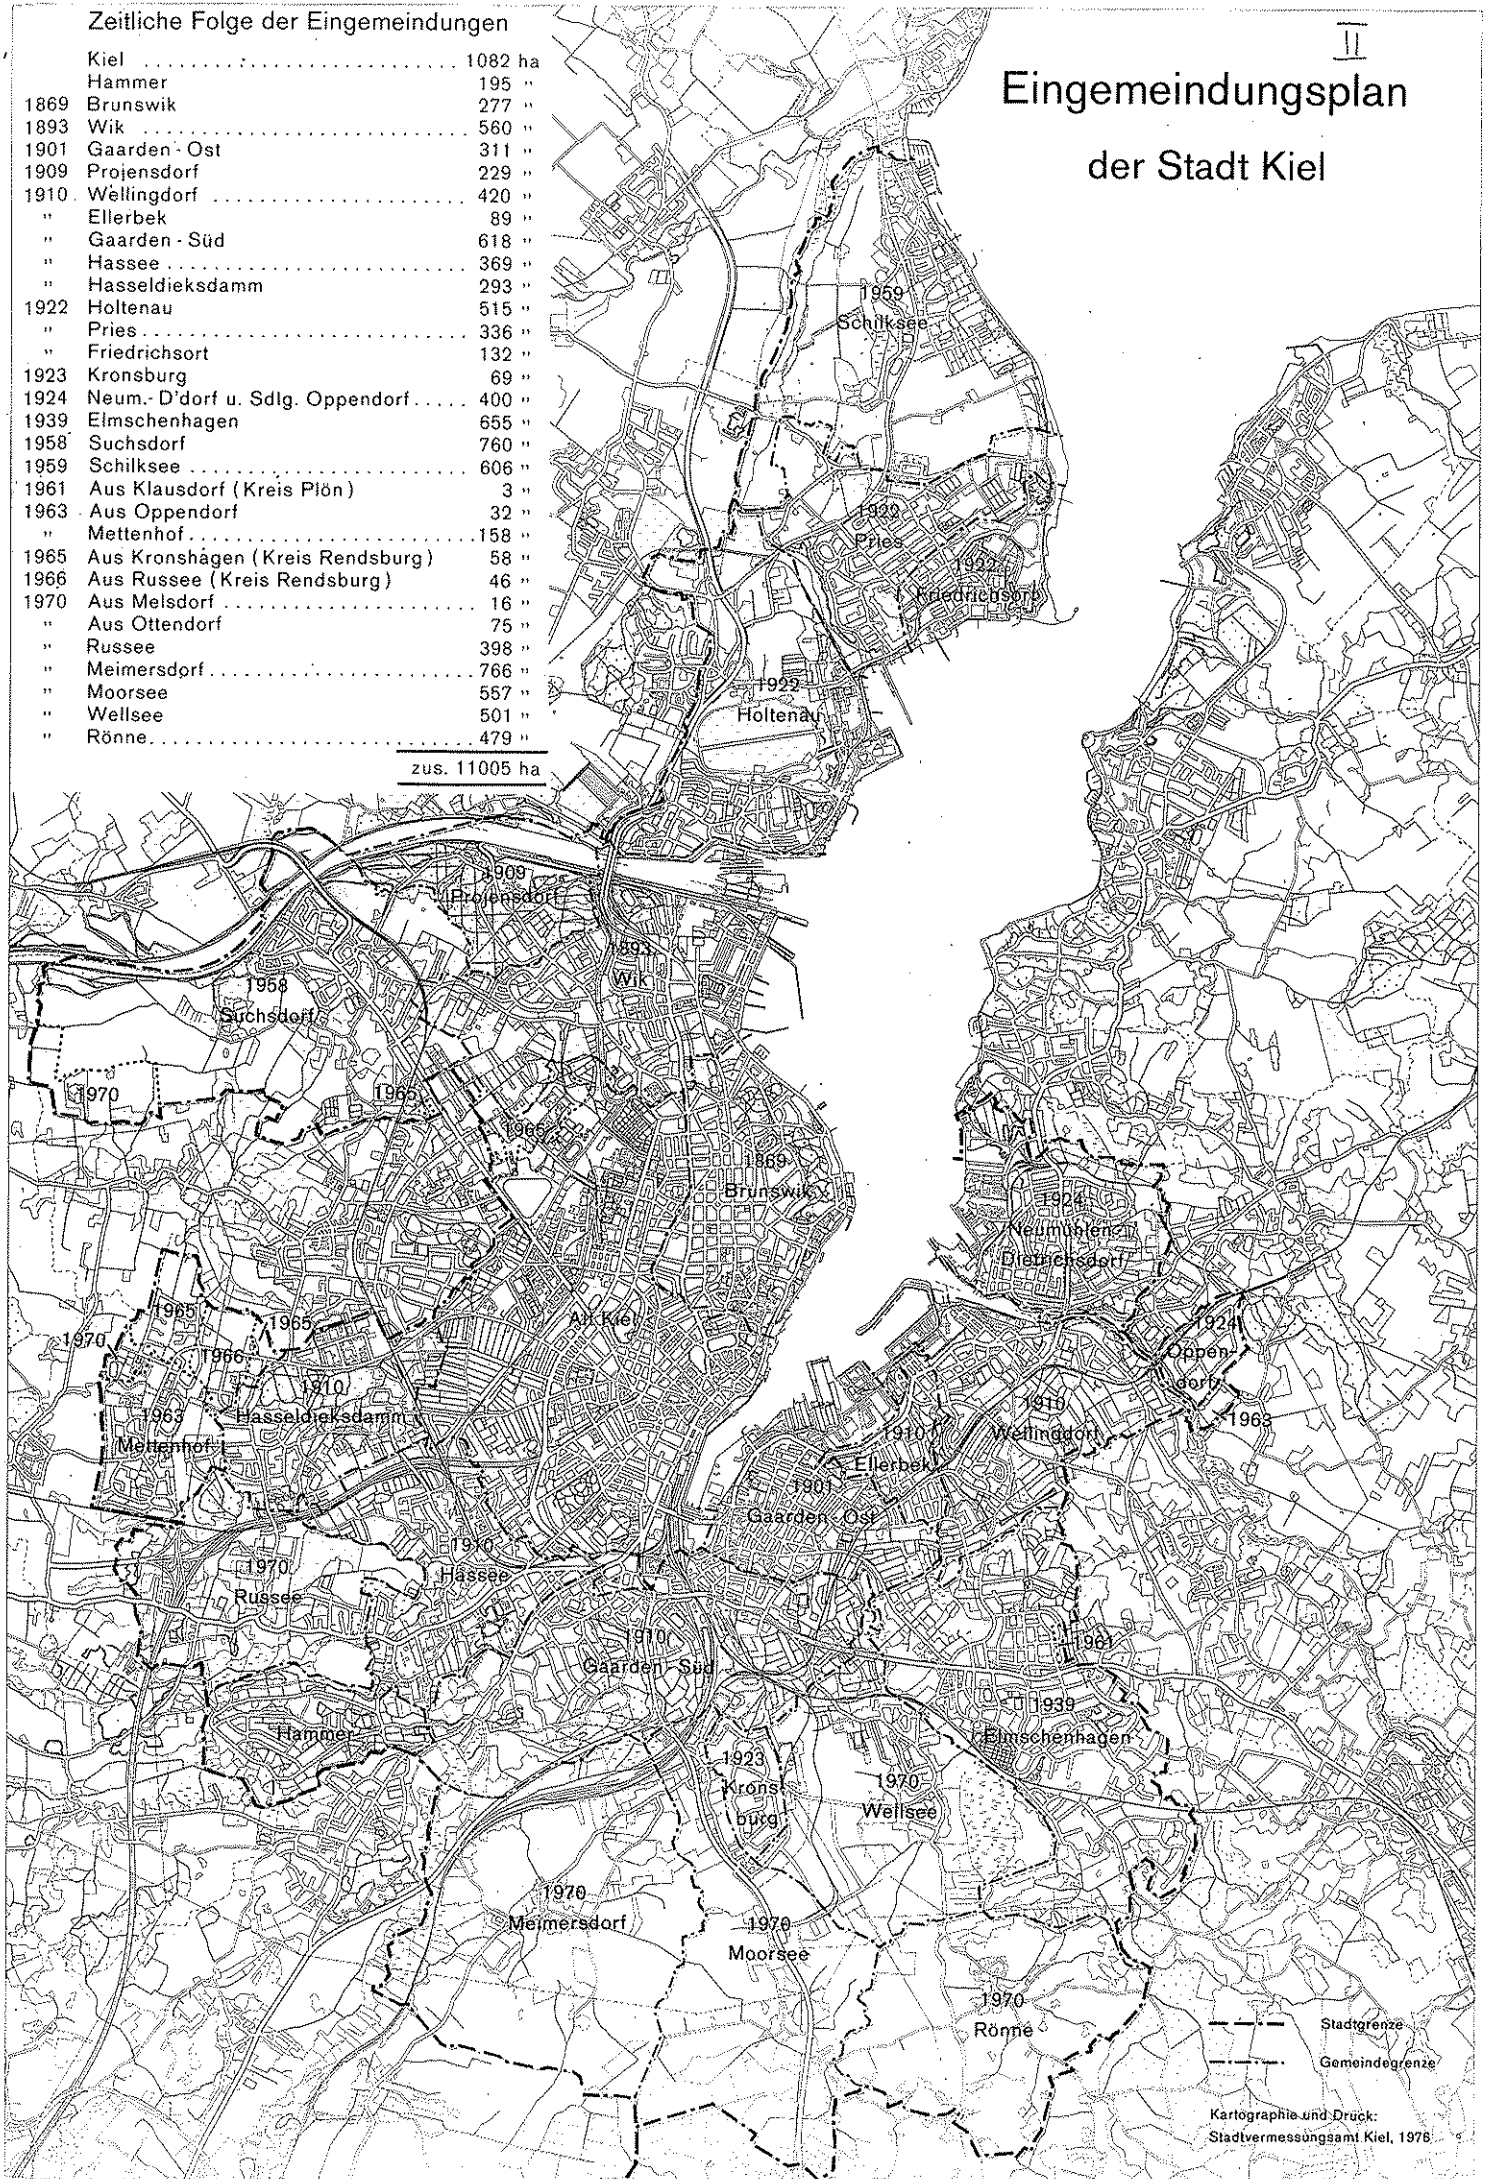 Zeitliche Folge der Eingemeindungen
Kiel ............................ 1082 ha
Hammer 195 "
1869 Brunswik 277 "
1893 Wik ............................ 560 "
1901 Gaarden - Ost 311 "
1909 Projensdorf 229 "
1910 Wellingdorf ...................... 420 "
" Ellerbek 89 "
" Gaarden - Süd 618 "
" Hassee .......................... 369 "
" Hasseldieksdamm 293 "
1922 Holtenau 515 "
" Pries ............................ 336 "
" Friedrichsort 132 "
1923 Kronsburg 69 "
1924 Neum.- D'dorf u. Sdlg. Oppendorf ..... 400 "
1939 Elmschenhagen 655 "
1958 Suchsdorf 760 "
1959 Schilksee ........................ 606 "
1961 Aus Klausdorf (Kreis Plön) 3 "
1963 Aus Oppendorf 32 "
" Mettenhof ........................ 158 "
1965 Aus Kronshagen (Kreis Rendsburg) 58 "
1966 Aus Russee (Kreis Rendsburg) 46 "
1970 Aus Melsdorf ...................... 16 "
" Aus Ottendorf 75 "
" Russee 398 "
" Meimersdorf ....................... 766 "
" Moorsee 557 "
" Wellsee 501 "
" Rönne ............................ 479 "
zus. 11005 ha
II
Eingemeindungsplan
der Stadt Kiel
1959
Schilksee
1922
Pries
1922
Friedrichsort
1922
Holtenau
1909
Projensdorf
1893
Wik
1958
Suchsdorf
1970
1965
1965
1869
Brunswik
1924
Neumühlen-
Dietrichsdorf
1965
1965
1970
1966
Alt Kiel
1924
Oppen-
dorf
1963
1910
Hasseldieksdamm
1963
Mettenhof
1910
Wellingdorf
1910
Ellerbek
1901
Gaarden - Ost
1910
Hassee
1970
Russee
1910
Gaarden - Süd
1961
1939
Elmschenhagen
Hammer
1923
Krons-
burg
1970
Wellsee
1970
Meimersdorf
1970
Moorsee
1970
Rönne
Stadtgrenze
Gemeindegrenze
Kartographie und Druck:
Stadtvermessungsamt Kiel, 1976